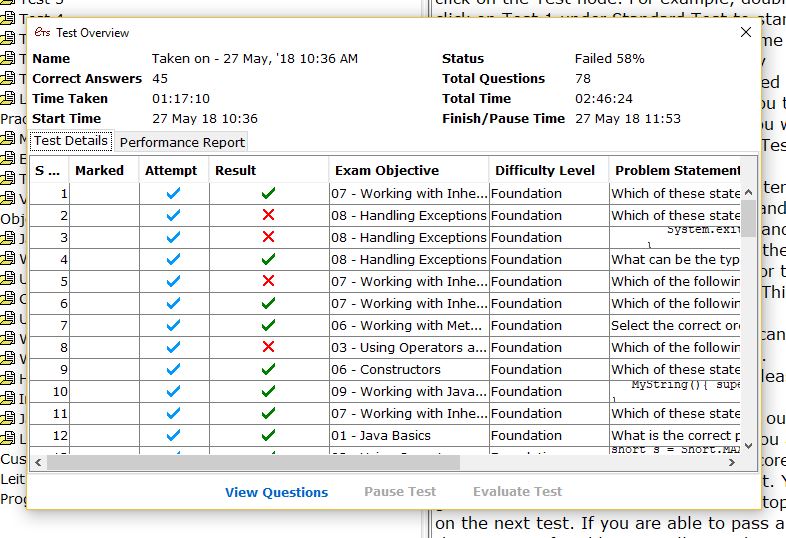 click on the Test node. For example, doubl
Test 4
click on Test 1 under Standard Test to star
ets Test Overview
Name Taken on - 27 May, '18 10:36 AM Status Failed 58%
Correct Answers 45 Total Questions 78
Time Taken 01:17:10 Total Time 02:46:24
Start Time 27 May 18 10:36 Finish/Pause Time 27 May 18 11:53
Test Details Performance Report
S ... Marked Attempt Result Exam Objective Difficulty Level Problem Statement
1 07 - Working with Inhe... Foundation Which of these state
2 08 - Handling Exceptions Foundation Which of these state
3 08 - Handling Exceptions Foundation System.exi
}
4 08 - Handling Exceptions Foundation What can be the typ
5 07 - Working with Inhe... Foundation Which of the followin
6 07 - Working with Inhe... Foundation Which of the followin
7 06 - Working with Met... Foundation Select the correct or
8 03 - Using Operators a... Foundation Which of the followin
9 06 - Constructors Foundation Which of these state
10 09 - Working with Java... Foundation MyString(){ supe
}
11 07 - Working with Inhe... Foundation Which of these state
12 01 - Java Basics Foundation What is the correct p
short s = Short.MA
View Questions Pause Test Evaluate Test
on the next test. If you are able to pass a